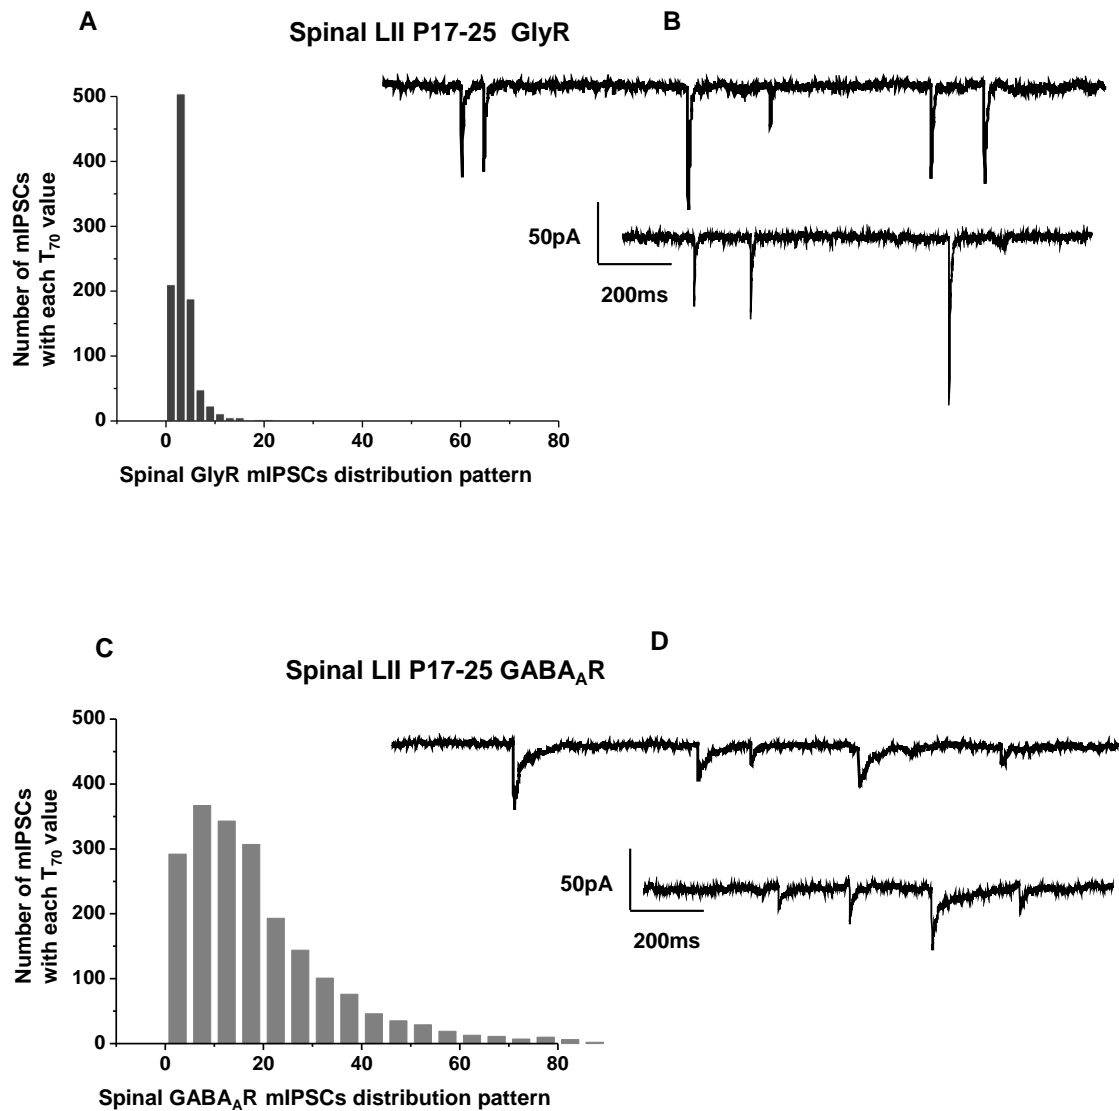 A
Spinal LII P17-25 GlyR
B
Number of mIPSCs
with each T70 value
500
400
300
200
100
0
0 20 40 60 80
Spinal GlyR mIPSCs distribution pattern
50pA
200ms
C
Spinal LII P17-25 GABAAR
D
Number of mIPSCs
with each T70 value
500
400
300
200
100
0
0 20 40 60 80
Spinal GABAAR mIPSCs distribution pattern
50pA
200ms